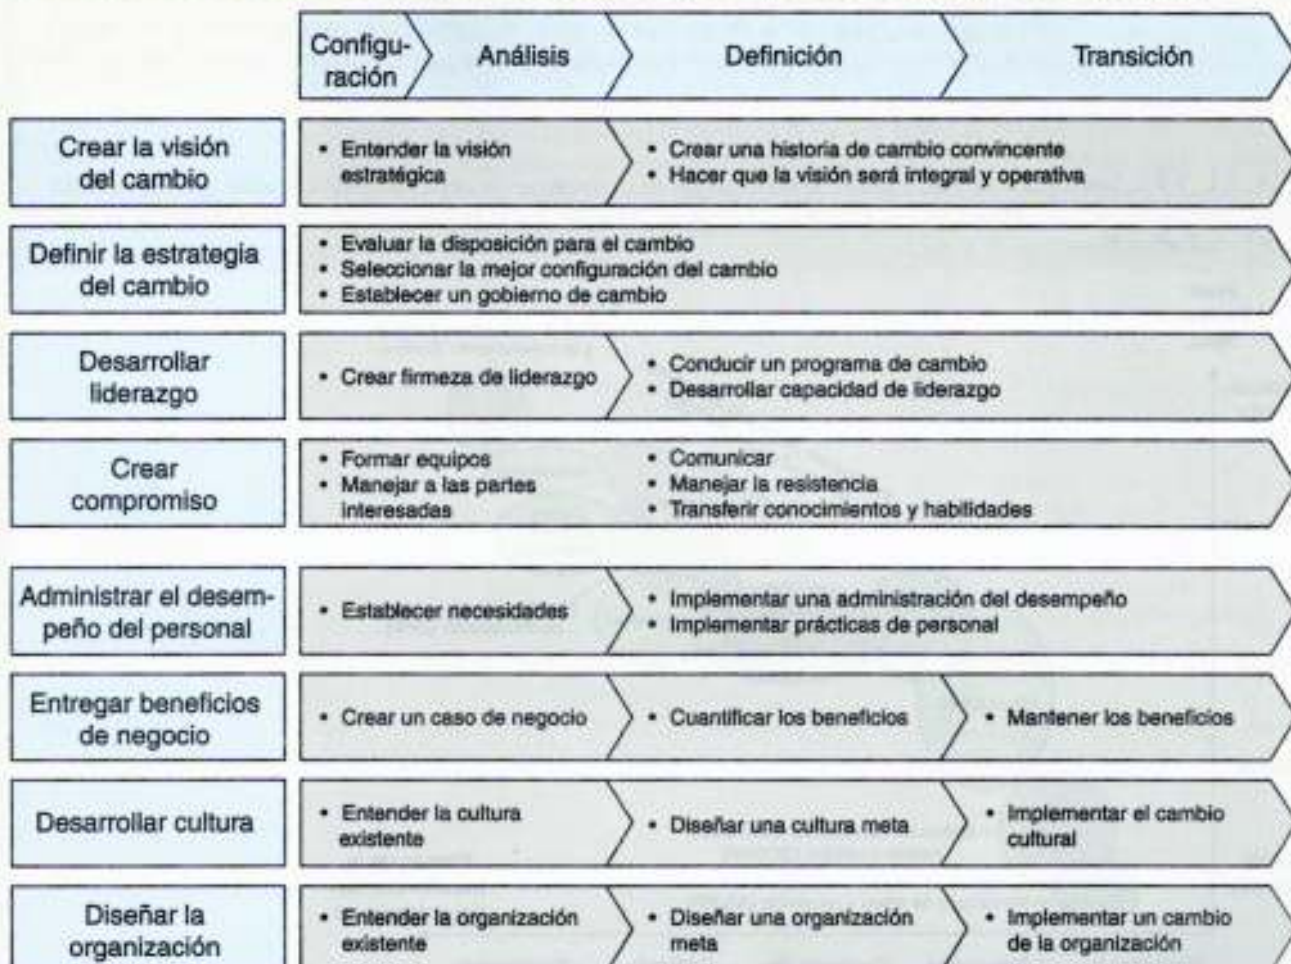 Configu-
ración
Análisis
Definición
Transición
Crear la visión
del cambio
• Entender la visión
estratégica
• Crear una historia de cambio convincente
• Hacer que la visión será integral y operativa
Definir la estrategia
del cambio
• Evaluar la disposición para el cambio
• Seleccionar la mejor configuración del cambio
• Establecer un gobierno de cambio
Desarrollar
liderazgo
• Crear firmeza de liderazgo
• Conducir un programa de cambio
• Desarrollar capacidad de liderazgo
Crear
compromiso
• Formar equipos
• Manejar a las partes
interesadas
• Comunicar
• Manejar la resistencia
• Transferir conocimientos y habilidades
Administrar el desem-
peño del personal
• Establecer necesidades
• Implementar una administración del desempeño
• Implementar prácticas de personal
Entregar beneficios
de negocio
• Crear un caso de negocio
• Cuantificar los beneficios
• Mantener los beneficios
Desarrollar cultura
• Entender la cultura
existente
• Diseñar una cultura meta
• Implementar el cambio
cultural
Diseñar la
organización
• Entender la organización
existente
• Diseñar una organización
meta
• Implementar un cambio
de la organización